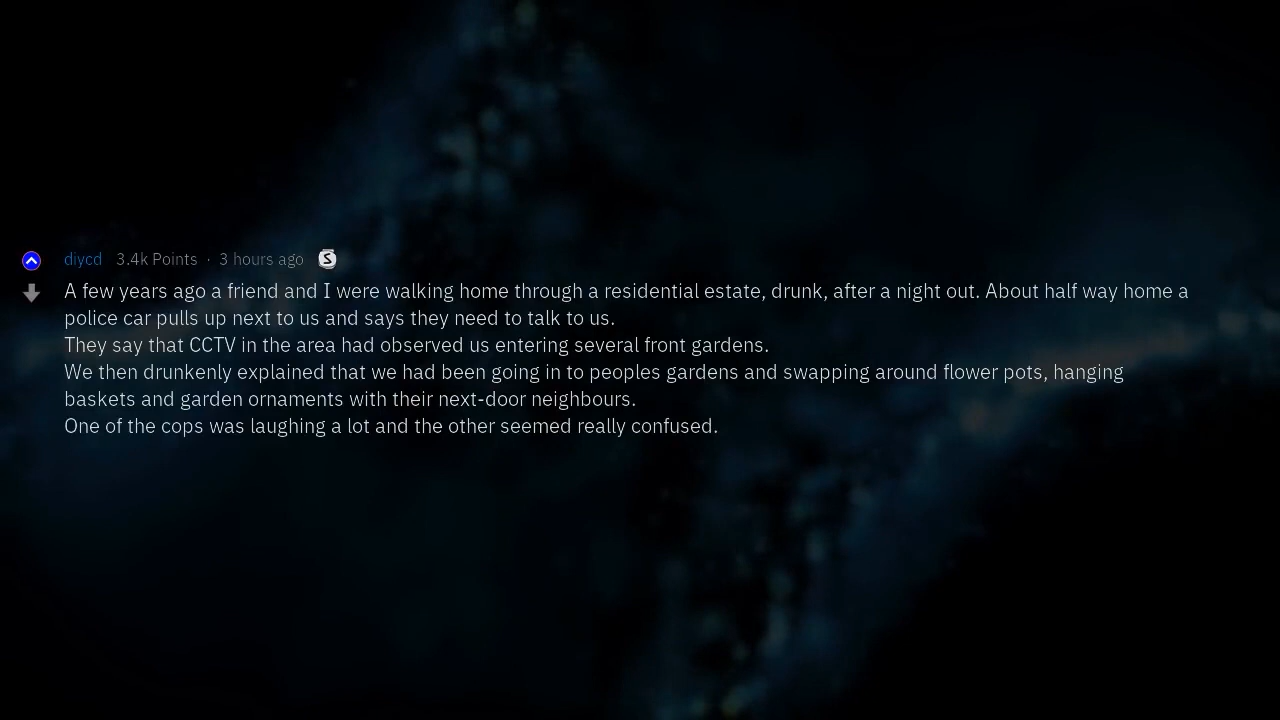 diycd 3.4k Points · 3 hours ago S
A few years ago a friend and I were walking home through a residential estate, drunk, after a night out. About half way home a
police car pulls up next to us and says they need to talk to us.
They say that CCTV in the area had observed us entering several front gardens.
We then drunkenly explained that we had been going in to peoples gardens and swapping around flower pots, hanging
baskets and garden ornaments with their next-door neighbours.
One of the cops was laughing a lot and the other seemed really confused.